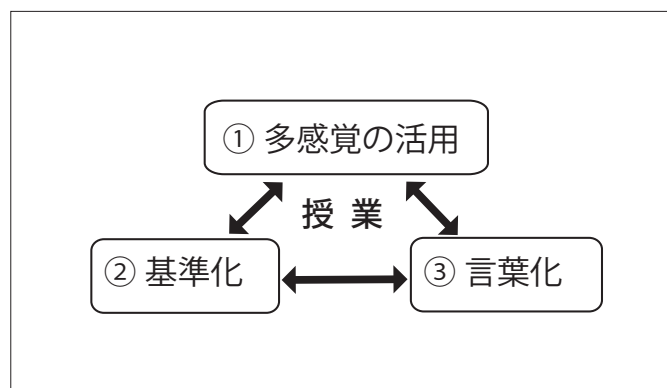 ① 多感覚の活用
授 業
② 基準化
③ 言葉化